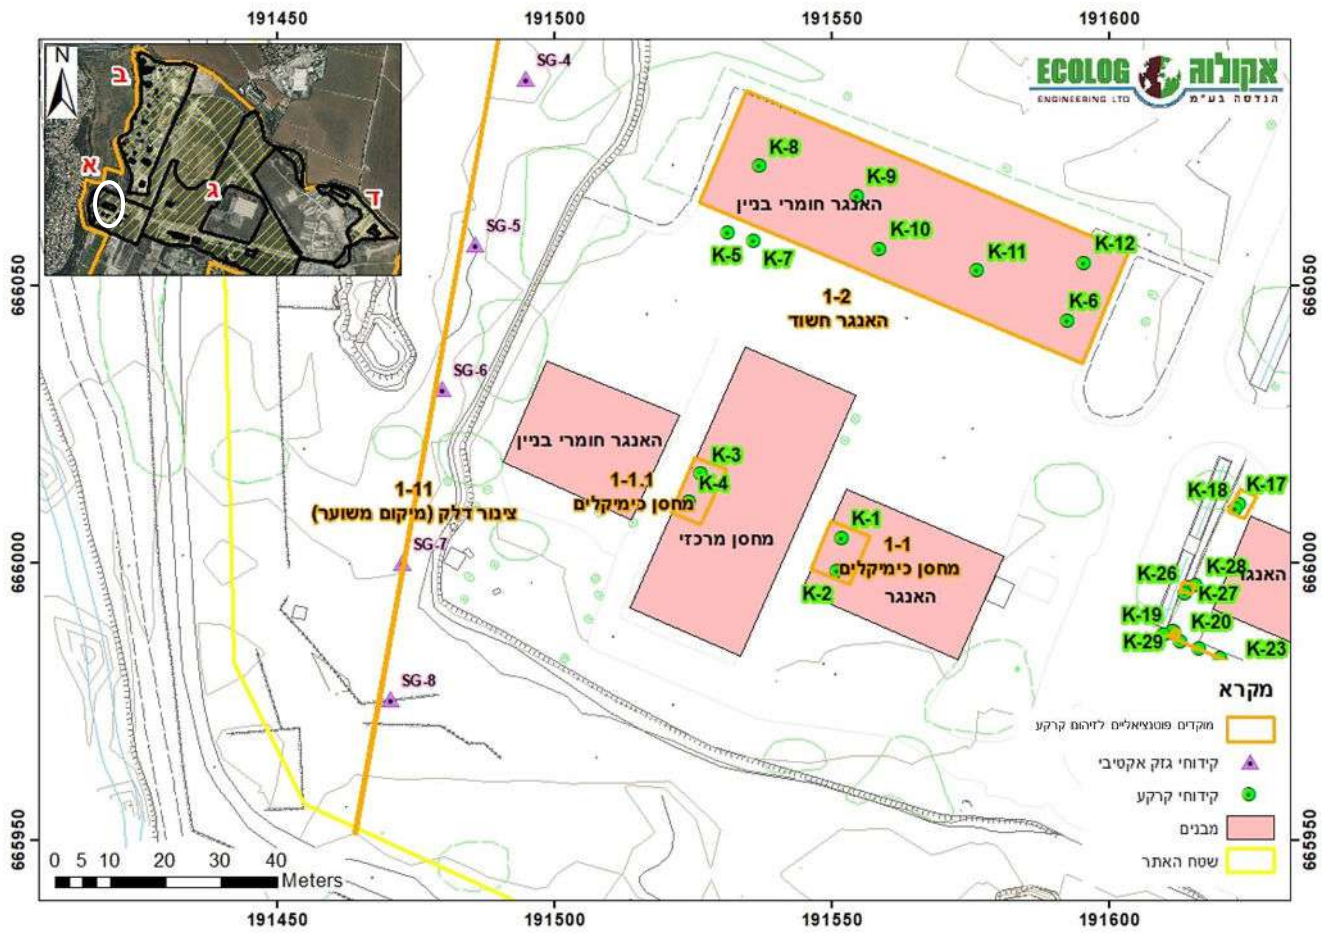 191450 191500 191550 191600
N
ב
א
ג
ד
ECOLOG אקולוג
ENGINEERING LTD הנדסה בע"מ
SG-4
K-8
K-9
האנגר חומרי בניין
SG-5
K-5
K-7
K-10
K-11
K-12
K-6
666050
666050
1-2
האנגר חשוד
SG-6
האנגר חומרי בניין
K-3
K-4
1-1.1
מחסן כימיקלים
1-11
צינור דלק (מיקום משוער)
מחסן מרכזי
K-1
1-1
מחסן כימיקלים
K-2
האנגר
K-18
K-17
666000
666000
SG-7
K-28
K-26
K-27
האנגר
K-19
K-20
K-29
K-23
SG-8
מקרא
מוקדים פוטנציאליים לזיהום קרקע
קידוחי גזק אקטיבי
קידוחי קרקע
מבנים
שטח האתר
665950
665950
0 5 10 20 30 40
Meters
191450 191500 191550 191600